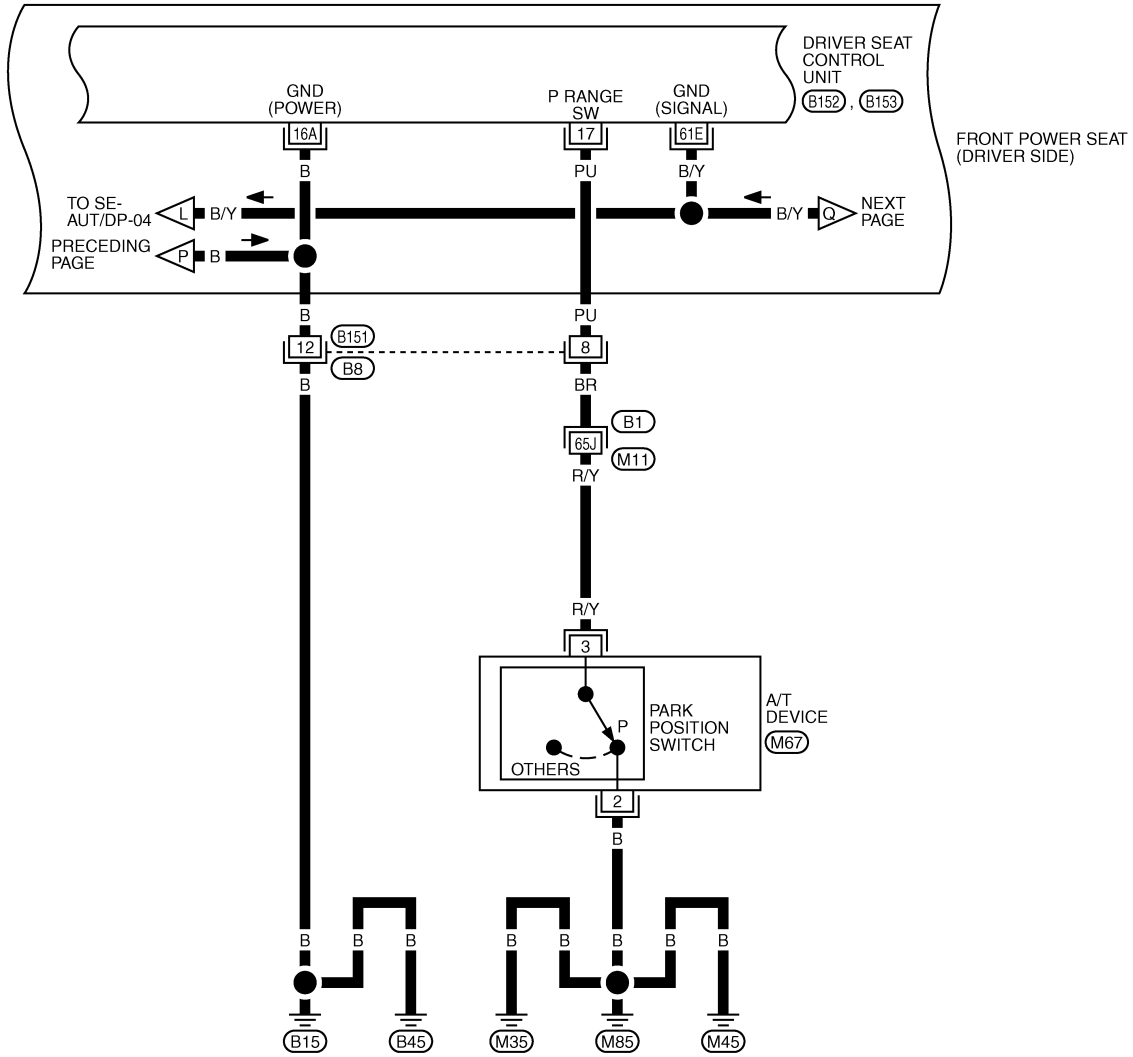 DRIVER SEAT
CONTROL
UNIT
B152 , B153
GND
(POWER)
P RANGE
SW
GND
(SIGNAL)
16A
17
61E
FRONT POWER SEAT
(DRIVER SIDE)
B
PU
B/Y
TO SE-
AUT/DP-04
L
B/Y
B/Y
Q
NEXT
PAGE
PRECEDING
PAGE
P
B
B
PU
12
B151
B8
8
B
BR
B1
65J
M11
R/Y
R/Y
3
PARK
POSITION
SWITCH
P
OTHERS
A/T
DEVICE
M67
2
B
B
B
B
B
B
B
B
B
B15
B45
M35
M85
M45